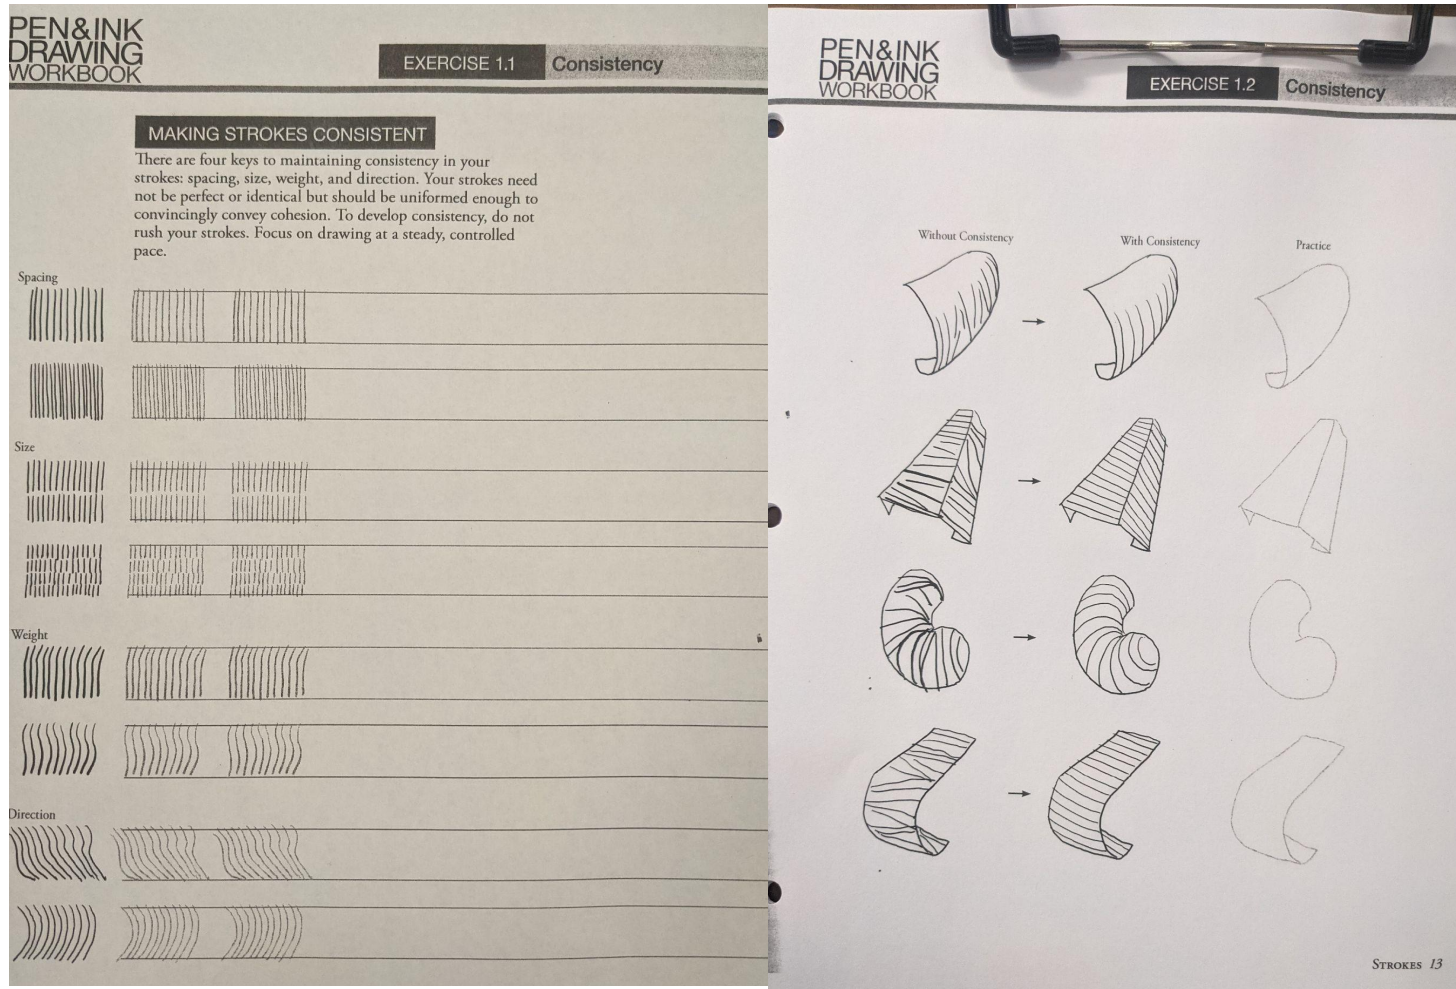 PEN&INK
DRAWING
WORKBOOK
EXERCISE 1.1 Consistency
MAKING STROKES CONSISTENT
There are four keys to maintaining consistency in your
strokes: spacing, size, weight, and direction. Your strokes need
not be perfect or identical but should be uniformed enough to
convincingly convey cohesion. To develop consistency, do not
rush your strokes. Focus on drawing at a steady, controlled
pace.
Spacing
Size
Weight
Direction
PEN&INK
DRAWING
WORKBOOK
EXERCISE 1.2 Consistency
Without Consistency With Consistency Practice
STROKES 13